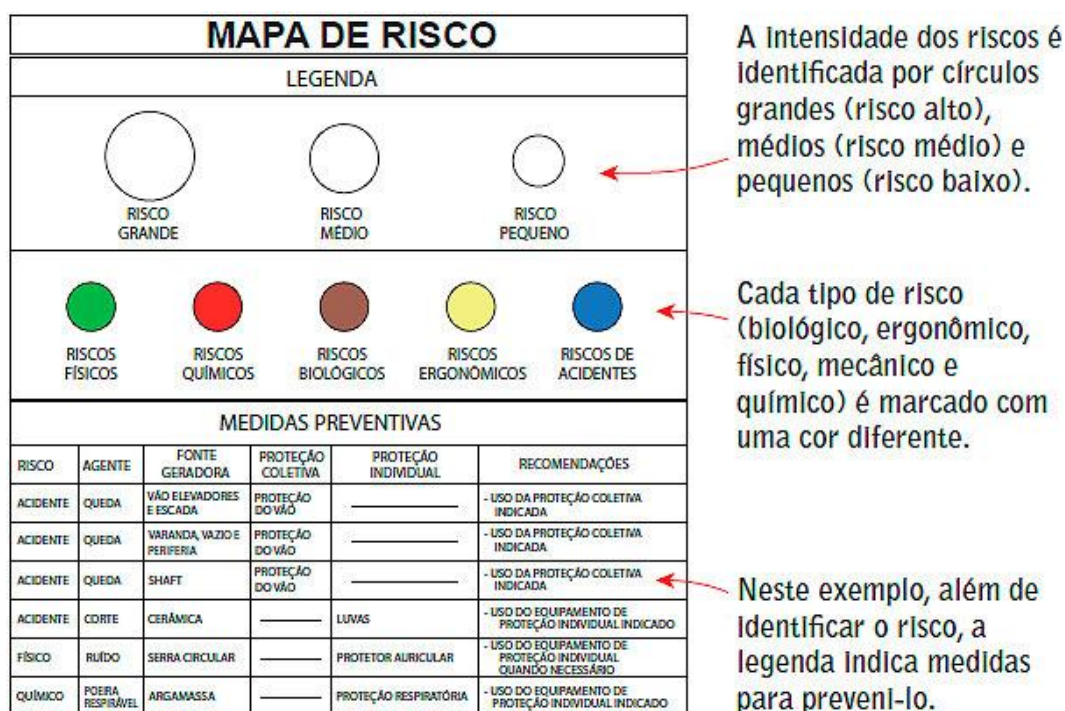 MAPA DE RISCO
LEGENDA
RISCO
GRANDE
RISCO
MÉDIO
RISCO
PEQUENO
A intensidade dos riscos é
identificada por círculos
grandes (risco alto),
médios (risco médio) e
pequenos (risco baixo).
RISCOS
FÍSICOS
RISCOS
QUÍMICOS
RISCOS
BIOLÓGICOS
RISCOS
ERGONÔMICOS
RISCOS DE
ACIDENTES
Cada tipo de risco
(biológico, ergonômico,
físico, mecânico e
químico) é marcado com
uma cor diferente.
MEDIDAS PREVENTIVAS
RISCO
AGENTE
FONTE
GERADORA
PROTEÇÃO
COLETIVA
PROTEÇÃO
INDIVIDUAL
RECOMENDAÇÕES
ACIDENTE
QUEDA
VÃO ELEVADORES
E ESCADA
PROTEÇÃO
DO VÃO
- USO DA PROTEÇÃO COLETIVA
INDICADA
ACIDENTE
QUEDA
VARANDA, VAZIO E
PERIFERIA
PROTEÇÃO
DO VÃO
- USO DA PROTEÇÃO COLETIVA
INDICADA
ACIDENTE
QUEDA
SHAFT
PROTEÇÃO
DO VÃO
- USO DA PROTEÇÃO COLETIVA
INDICADA
ACIDENTE
CORTE
CERÂMICA
LUVAS
- USO DO EQUIPAMENTO DE
PROTEÇÃO INDIVIDUAL INDICADO
FÍSICO
RUÍDO
SERRA CIRCULAR
PROTETOR AURICULAR
- USO DO EQUIPAMENTO DE
PROTEÇÃO INDIVIDUAL
QUANDO NECESSÁRIO
QUÍMICO
POEIRA
RESPIRÁVEL
ARGAMASSA
PROTEÇÃO RESPIRATÓRIA
- USO DO EQUIPAMENTO DE
PROTEÇÃO INDIVIDUAL INDICADO
Neste exemplo, além de
identificar o risco, a
legenda indica medidas
para preveni-lo.